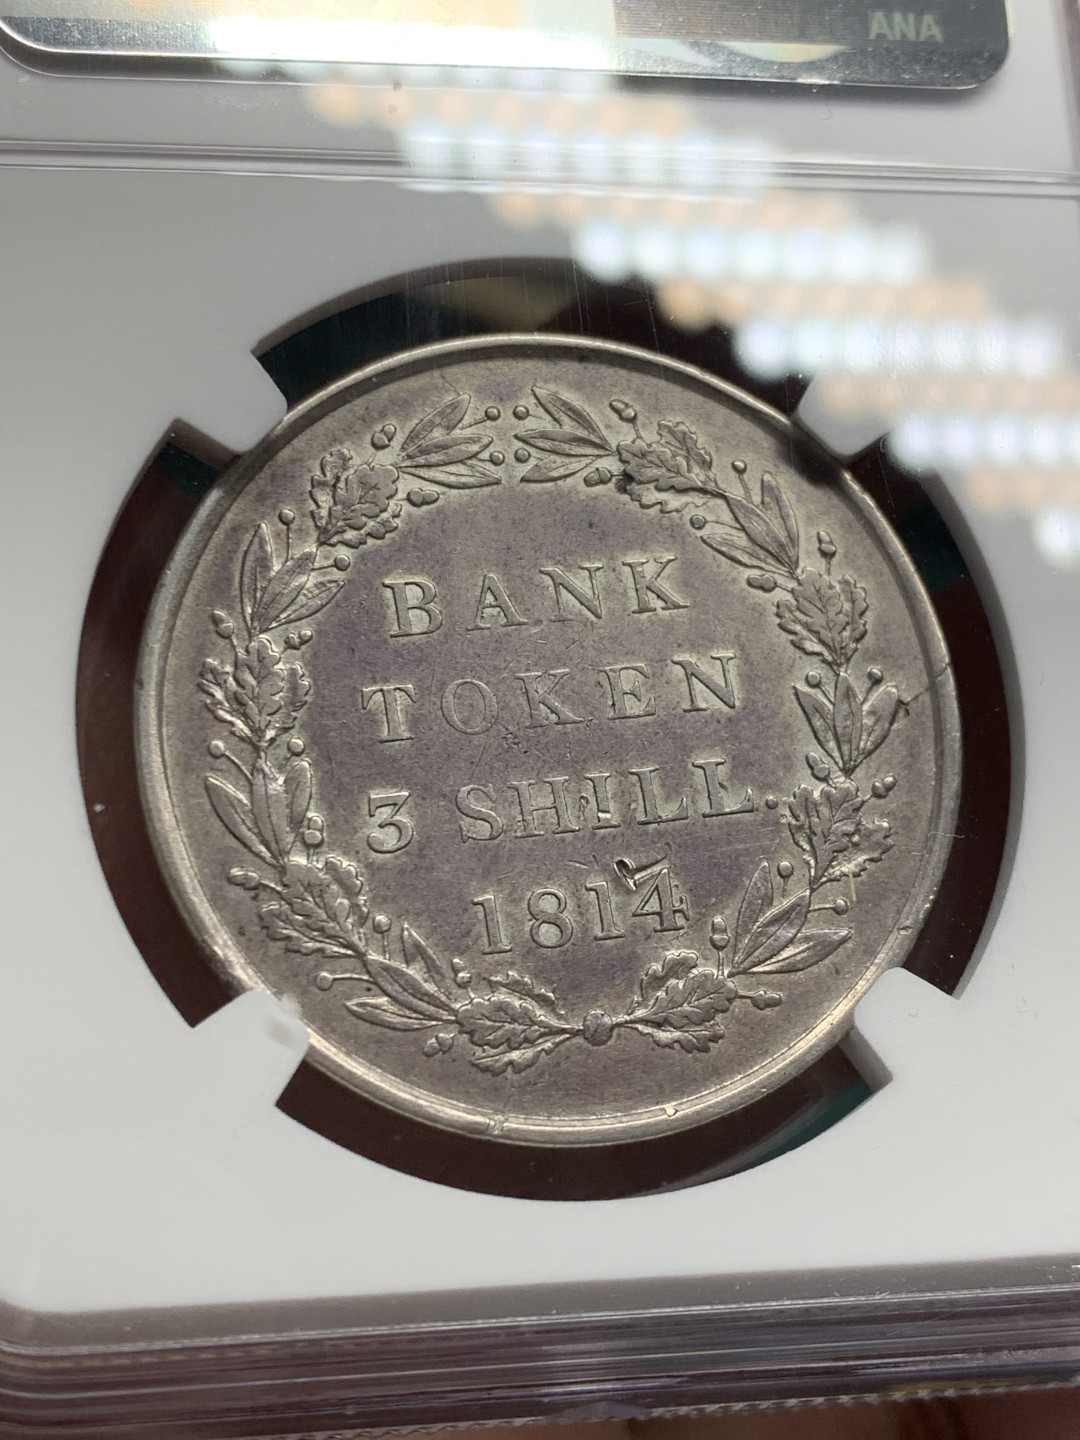 ANA
BANK
TOKEN
3 SHILL.
1814